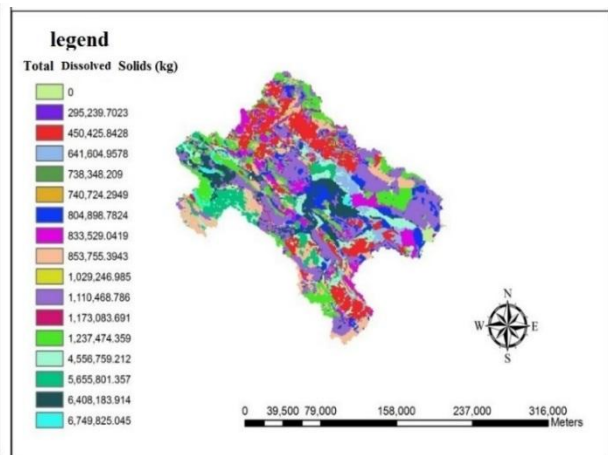 legend
Total Dissolved Solids (kg)
0
295,239.7023
450,425.8428
641,604.9578
738,348.209
740,724.2949
804,898.7824
833,529.0419
853,755.3943
1,029,246.985
1,110,468.786
1,173,083.691
1,237,474.359
4,556,759.212
5,655,801.357
6,408,183.914
6,749,825.045
N
W E
S
0 39,500 79,000 158,000 237,000 316,000
Meters